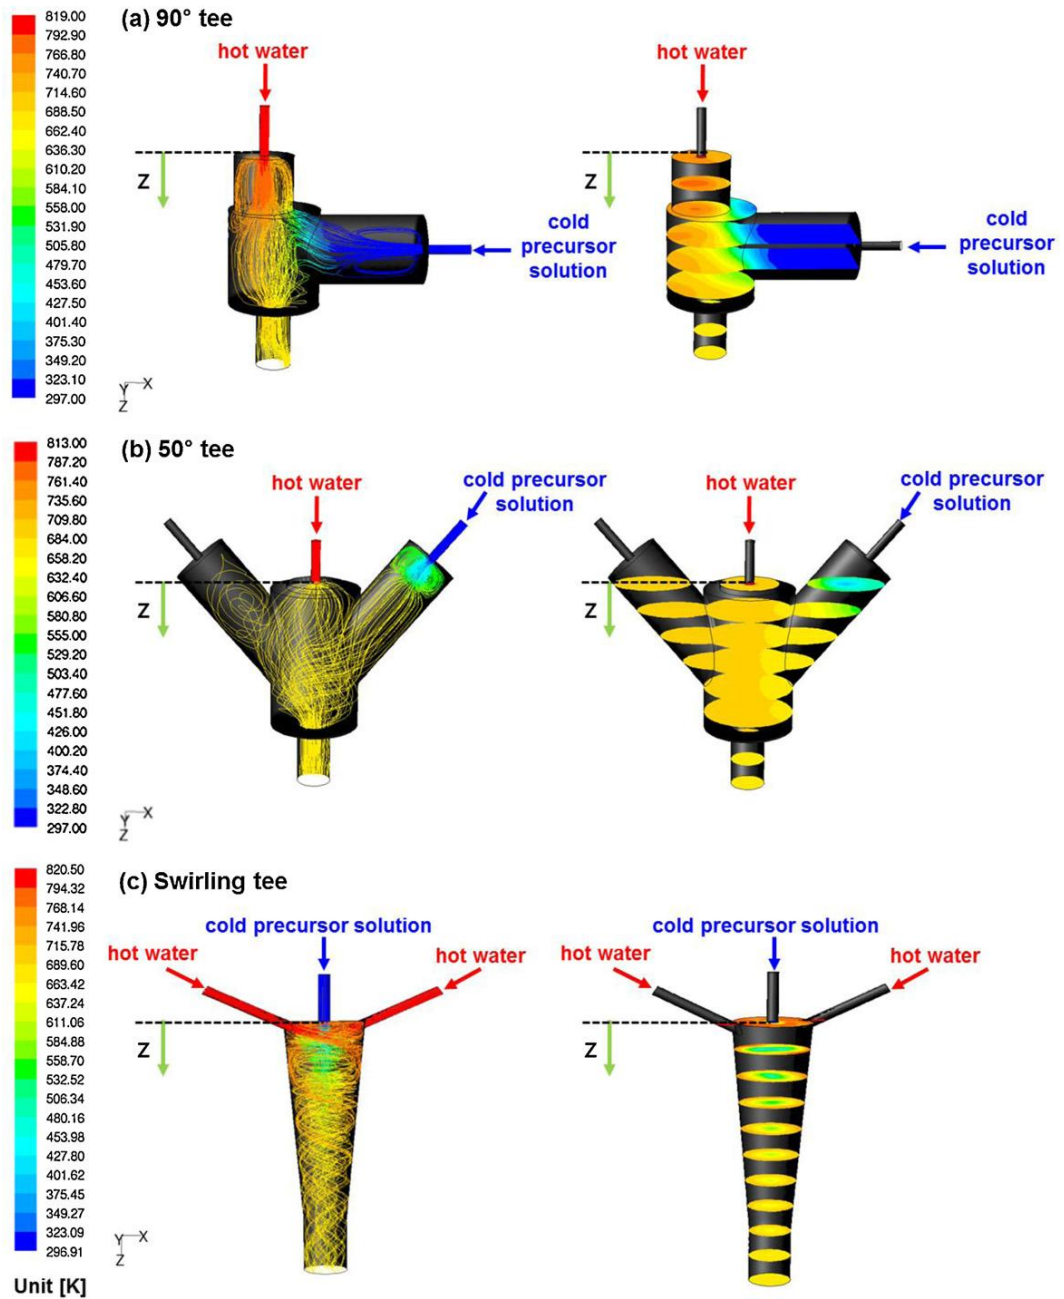 (a) 90° tee
819.00
792.90
766.80
740.70
714.60
688.50
662.40
636.30
610.20
584.10
558.00
531.90
505.80
479.70
453.60
427.50
401.40
375.30
349.20
323.10
297.00
hot water
Z
cold
precursor
solution
Y X
Z
hot water
Z
cold
precursor
solution
(b) 50° tee
813.00
787.20
761.40
735.60
709.80
684.00
658.20
632.40
606.60
580.80
555.00
529.20
503.40
477.60
451.80
426.00
400.20
374.40
348.60
322.80
297.00
hot water
cold precursor
solution
Z
Y X
Z
hot water
cold precursor
solution
Z
(c) Swirling tee
820.50
794.32
768.14
741.96
715.78
689.60
663.42
637.24
611.06
584.88
558.70
532.52
506.34
480.16
453.98
427.80
401.62
375.45
349.27
323.09
296.91
Unit [K]
cold precursor solution
hot water
hot water
Z
Y X
Z
cold precursor solution
hot water
hot water
Z